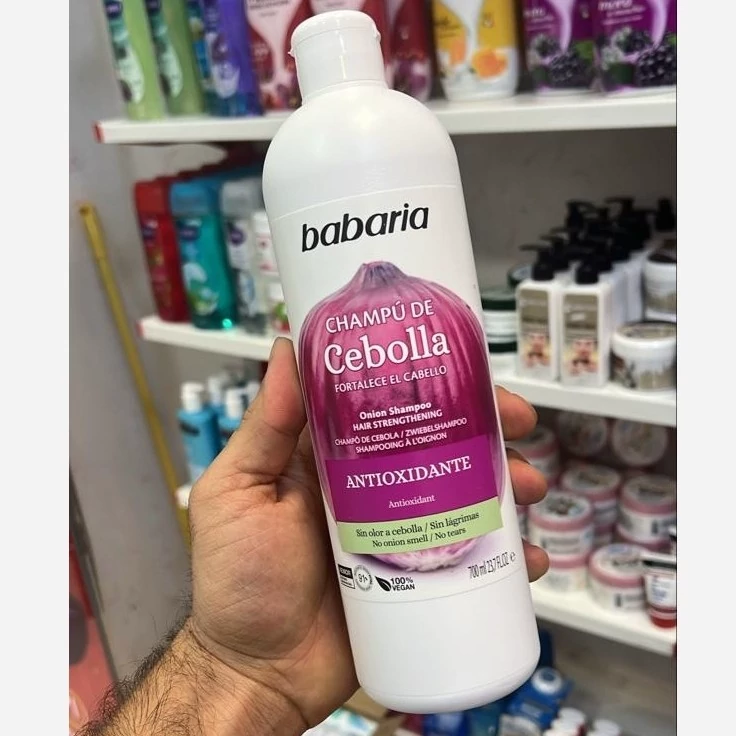 babaria
CHAMPÚ DE
Cebolla
FORTALECE EL CABELLO
Onion Shampoo
HAIR STRENGTHENING
CHAMPÔ DE CEBOLA / ZWIEBELSHAMPOO
SHAMPOOING À L'OIGNON
ANTIOXIDANTE
Antioxidant
Sin olor a cebolla / Sin lágrimas
No onion smell / No tears
100%
VEGAN
700 ml 23.7 FL.OZ e